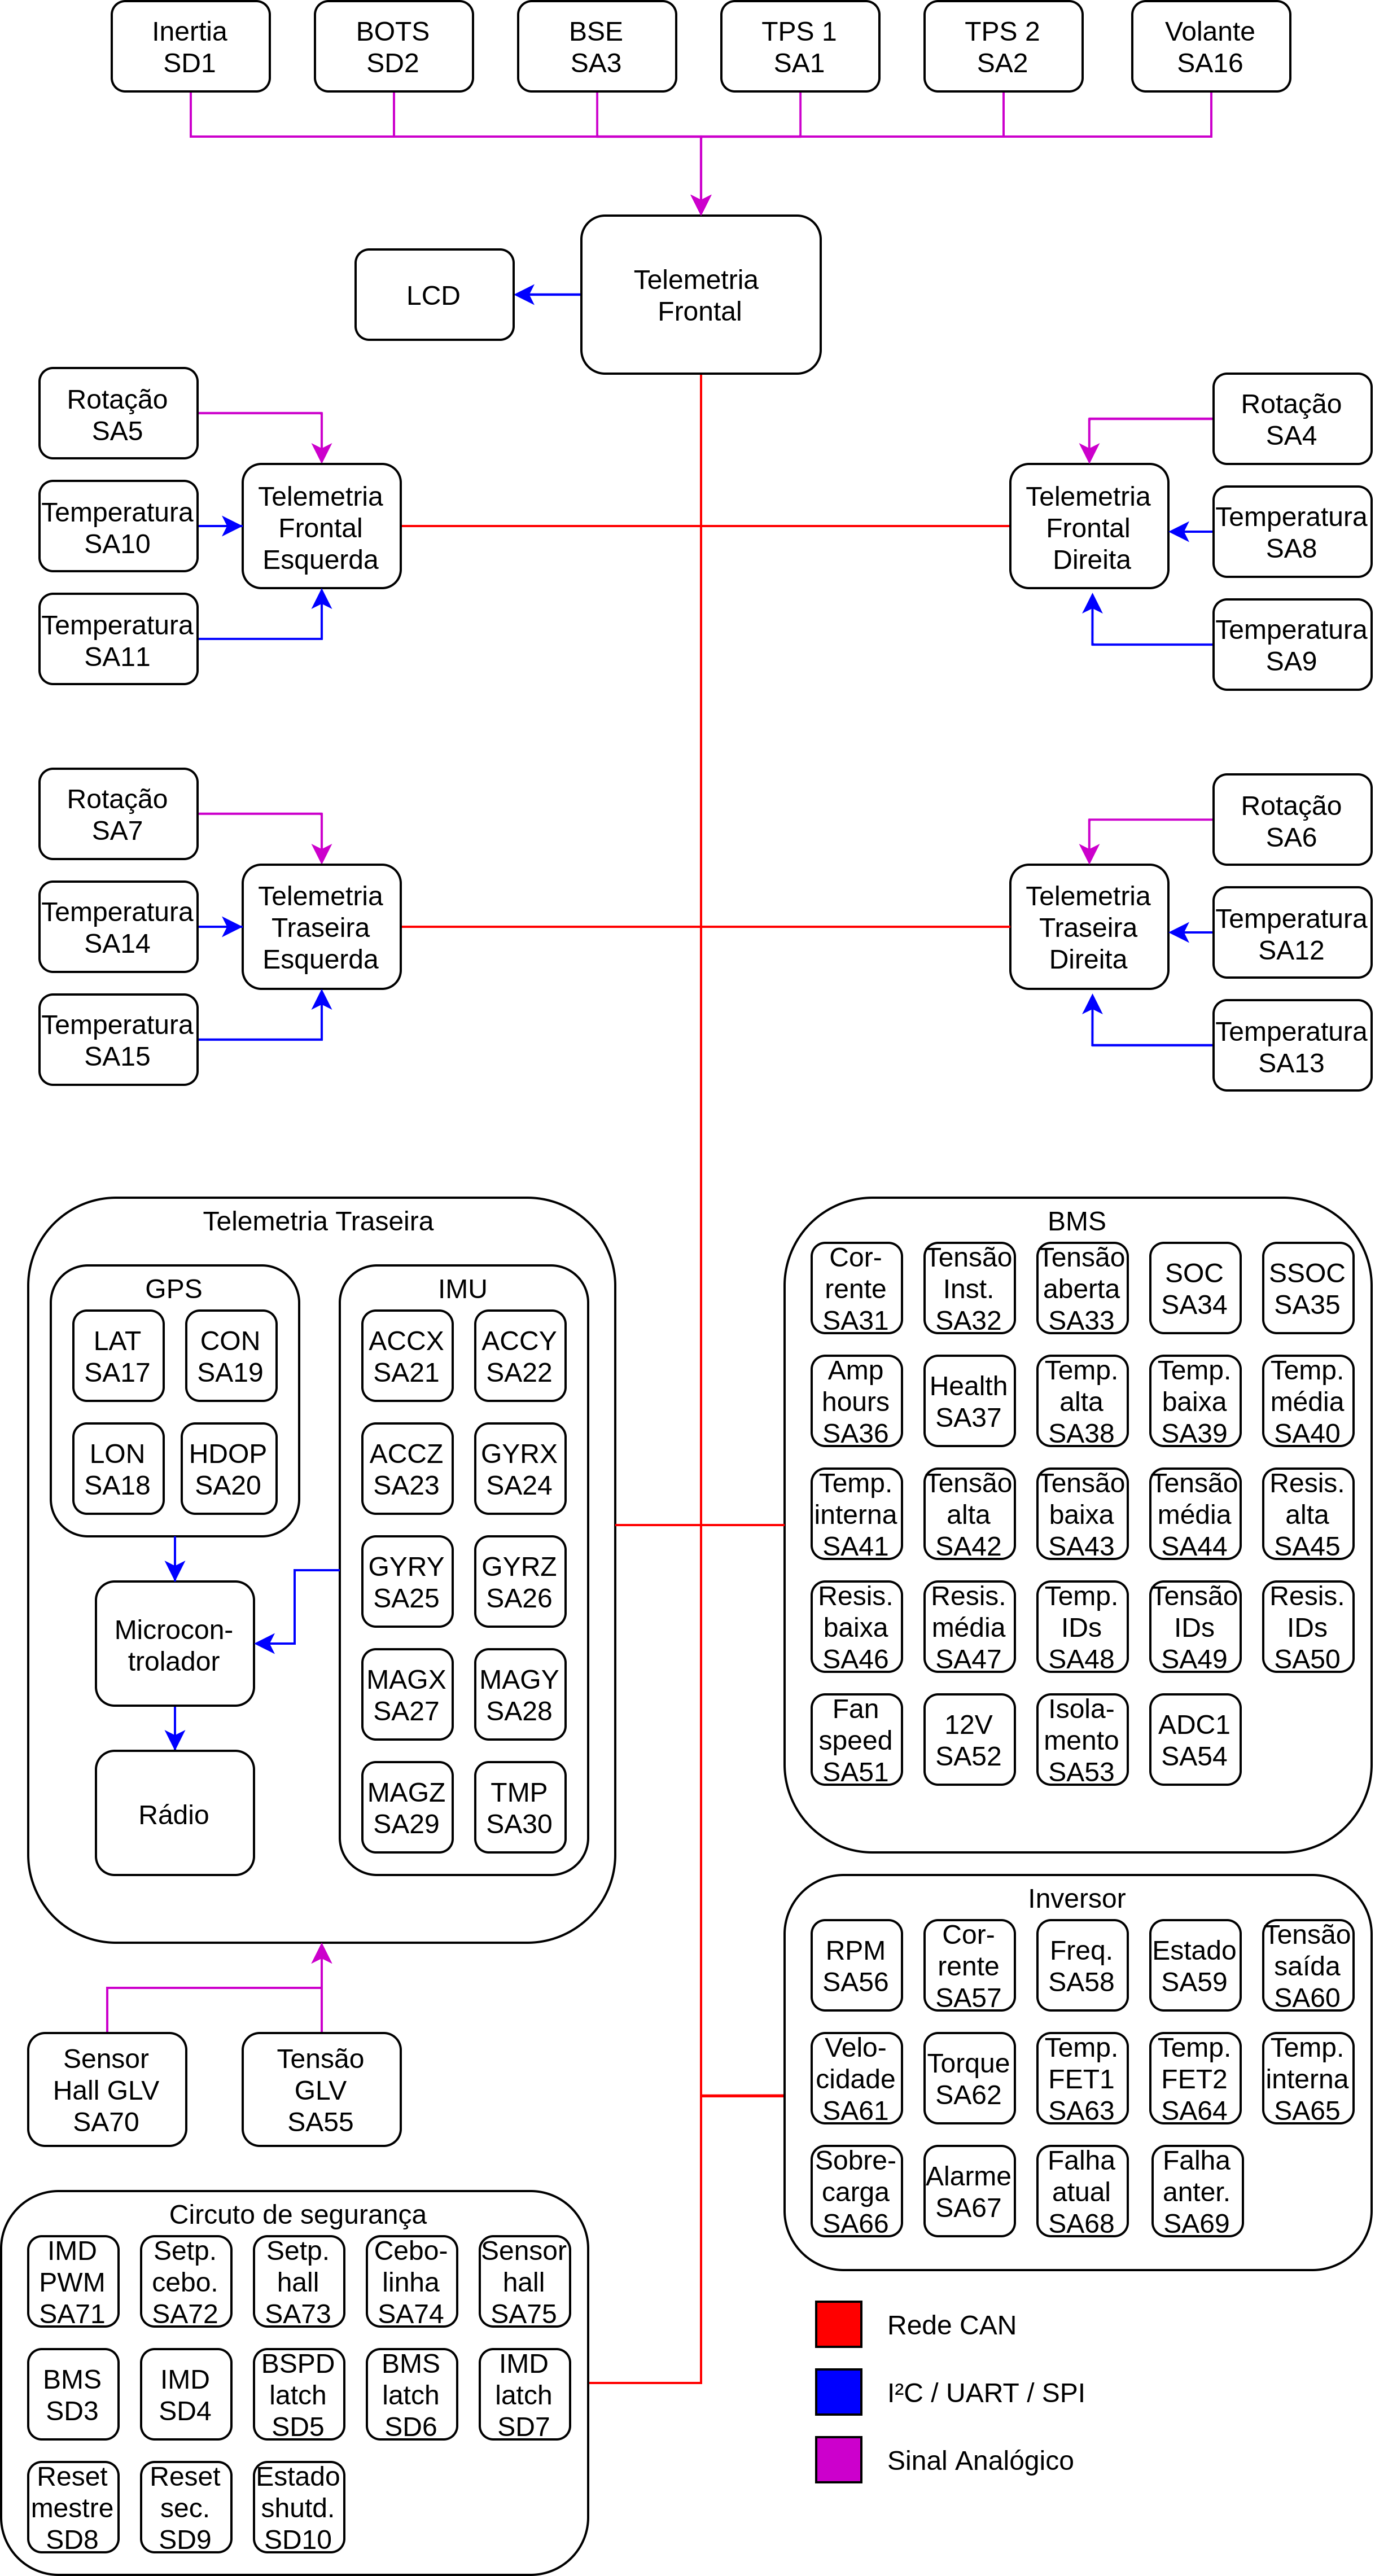 Inertia
SD1
BOTS
SD2
BSE
SA3
TPS 1
SA1
TPS 2
SA2
Volante
SA16
LCD
Telemetria
Frontal
Rotação
SA5
Temperatura
SA10
Temperatura
SA11
Telemetria
Frontal
Esquerda
Telemetria
Frontal
Direita
Rotação
SA4
Temperatura
SA8
Temperatura
SA9
Rotação
SA7
Temperatura
SA14
Temperatura
SA15
Telemetria
Traseira
Esquerda
Telemetria
Traseira
Direita
Rotação
SA6
Temperatura
SA12
Temperatura
SA13
Telemetria Traseira
GPS
LAT
SA17
CON
SA19
LON
SA18
HDOP
SA20
Microcon-
trolador
Rádio
IMU
ACCX
SA21
ACCY
SA22
ACCZ
SA23
GYRX
SA24
GYRY
SA25
GYRZ
SA26
MAGX
SA27
MAGY
SA28
MAGZ
SA29
TMP
SA30
BMS
Cor-
rente
SA31
Tensão
Inst.
SA32
Tensão
aberta
SA33
SOC
SA34
SSOC
SA35
Amp
hours
SA36
Health
SA37
Temp.
alta
SA38
Temp.
baixa
SA39
Temp.
média
SA40
Temp.
interna
SA41
Tensão
alta
SA42
Tensão
baixa
SA43
Tensão
média
SA44
Resis.
alta
SA45
Resis.
baixa
SA46
Resis.
média
SA47
Temp.
IDs
SA48
Tensão
IDs
SA49
Resis.
IDs
SA50
Fan
speed
SA51
12V
SA52
Isola-
mento
SA53
ADC1
SA54
Inversor
RPM
SA56
Cor-
rente
SA57
Freq.
SA58
Estado
SA59
Tensão
saída
SA60
Velo-
cidade
SA61
Torque
SA62
Temp.
FET1
SA63
Temp.
FET2
SA64
Temp.
interna
SA65
Sobre-
carga
SA66
Alarme
SA67
Falha
atual
SA68
Falha
anter.
SA69
Sensor
Hall GLV
SA70
Tensão
GLV
SA55
Circuto de segurança
IMD
PWM
SA71
Setp.
cebo.
SA72
Setp.
hall
SA73
Cebo-
linha
SA74
Sensor
hall
SA75
BMS
SD3
IMD
SD4
BSPD
latch
SD5
BMS
latch
SD6
IMD
latch
SD7
Reset
mestre
SD8
Reset
sec.
SD9
Estado
shutd.
SD10
Rede CAN
I²C / UART / SPI
Sinal Analógico